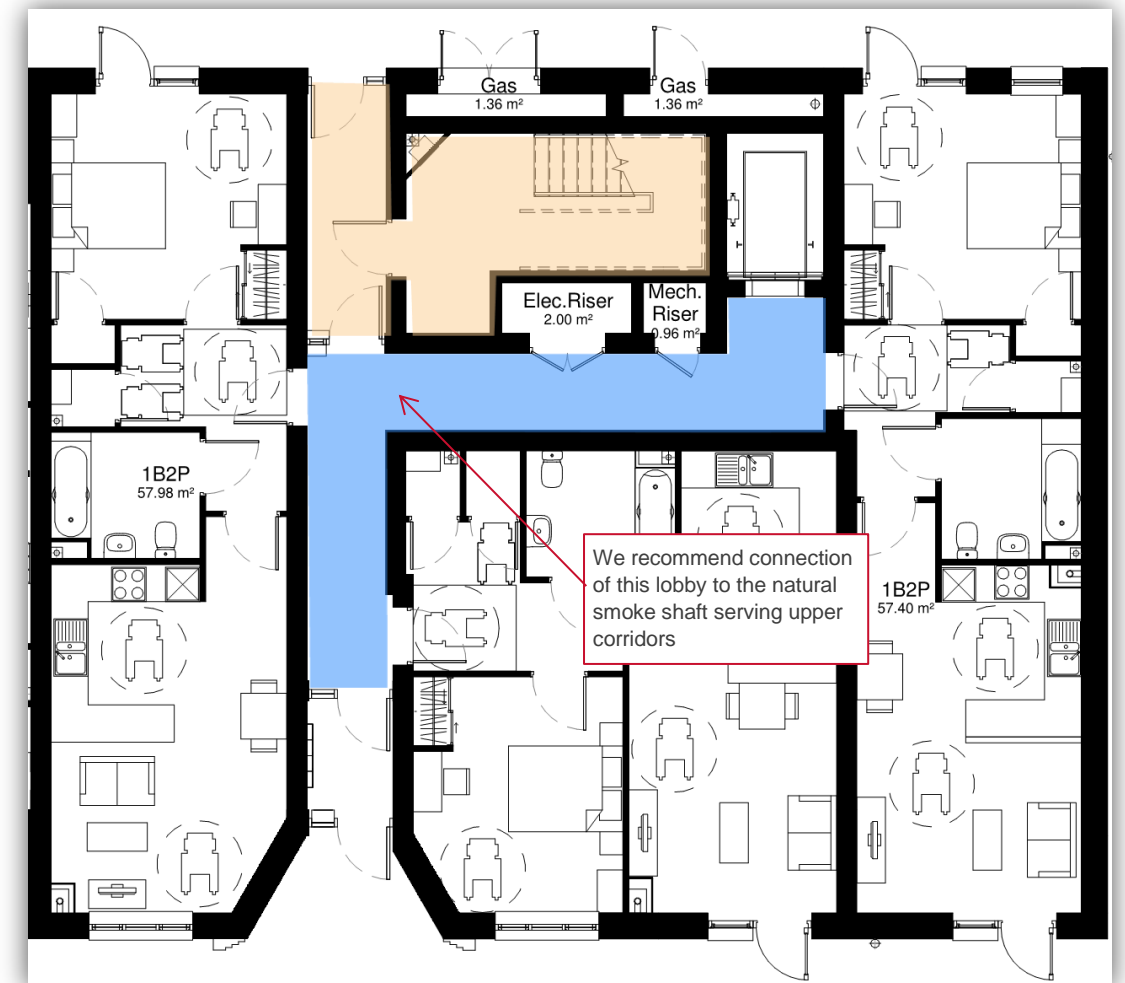 Gas
1.36 m²
Gas
1.36 m²
Elec.Riser
2.00 m²
Mech.
Riser
0.96 m²
1B2P
57.98 m²
We recommend connection
of this lobby to the natural
smoke shaft serving upper
corridors
1B2P
57.40 m²